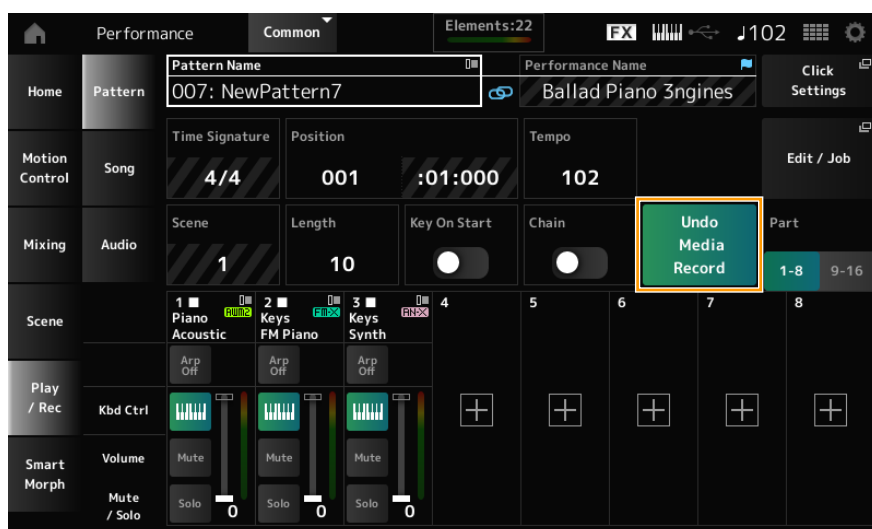 Performance Common Elements:22 FX ♩102
Pattern Name Performance Name Click Settings
Home Pattern 007: NewPattern7 Ballad Piano 3ngines
Motion Control Song Time Signature Position Tempo Edit / Job
4/4 001 :01:000 102
Mixing Audio Scene Length Key On Start Chain Undo Media Record Part
1 10 1-8 9-16
Scene
1 Piano AWM2 2 Keys FM-X 3 Keys AN-X 4 5 6 7 8
Acoustic FM Piano Synth
Arp Off Arp Off Arp Off
Play / Rec Kbd Ctrl
Smart Morph Volume Mute Mute Mute
Mute / Solo Solo 0 Solo 0 Solo 0